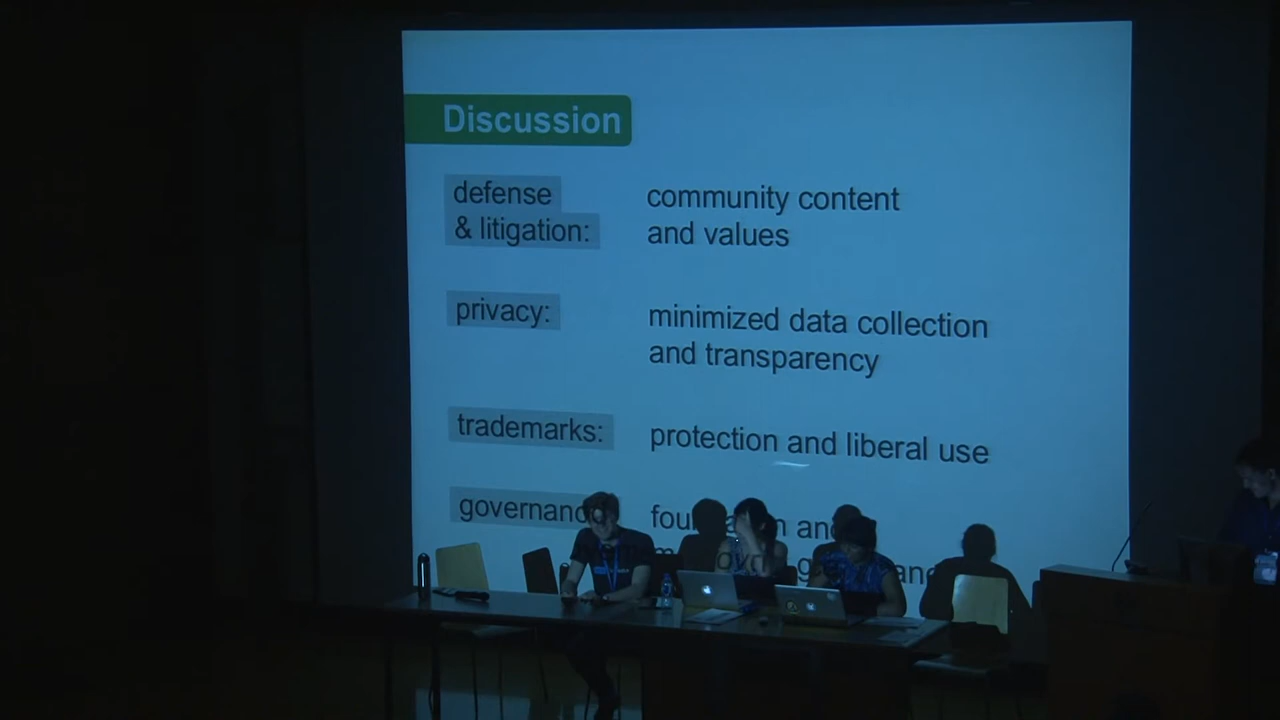 Discussion
defense
& litigation:
community content
and values
privacy:
minimized data collection
and transparency
trademarks:
protection and liberal use